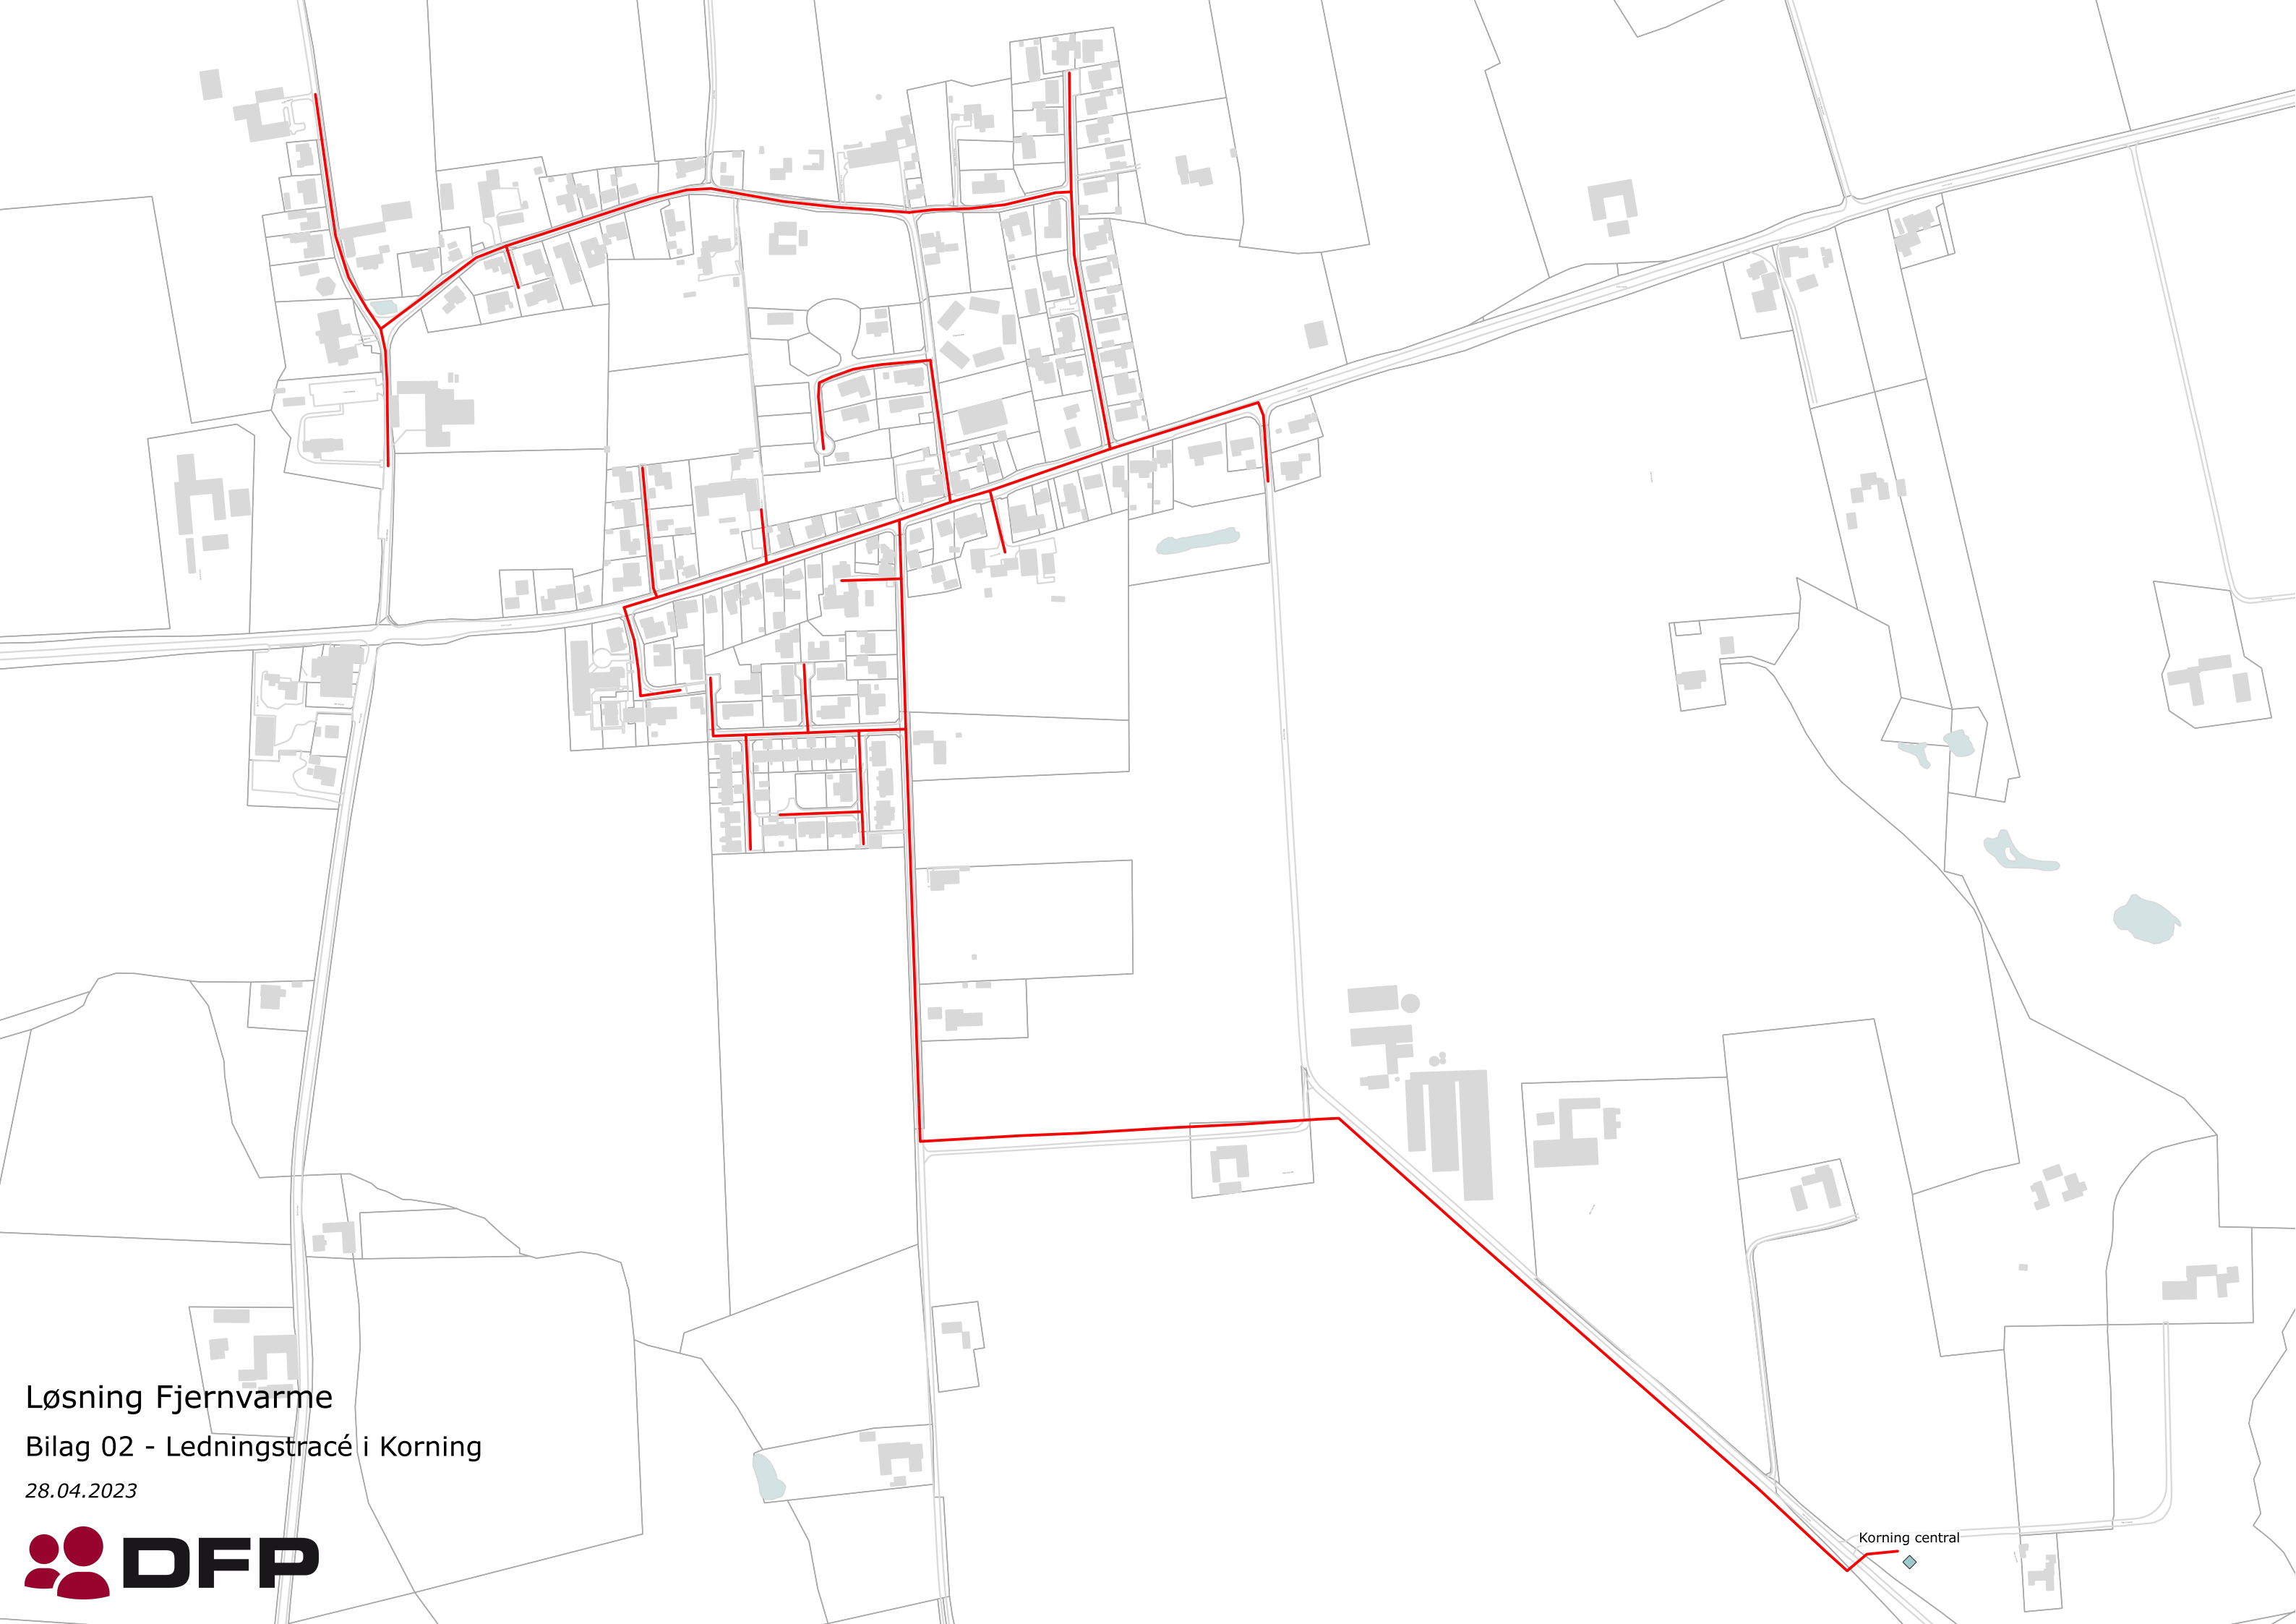 Korning central
Løsning Fjernvarme
Bilag 02 - Ledningstracé i Korning
28.04.2023
DFP